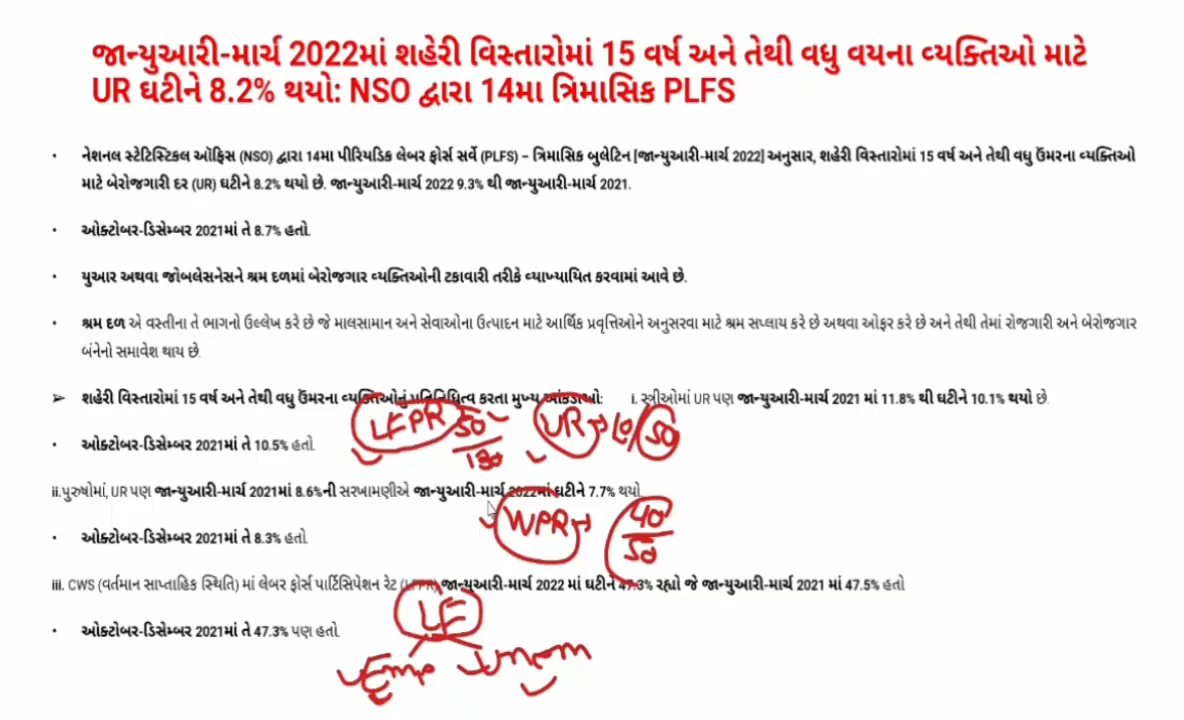 જાન્યુઆરી-માર્ચ 2022માં શહેરી વિસ્તારોમાં 15 વર્ષ અને તેથી વધુ વયના વ્યક્તિઓ માટે
UR ઘટીને 8.2% થયો: NSO દ્વારા 14મા ત્રિમાસિક PLFS
• નેશનલ સ્ટેટિસ્ટિકલ ઑફિસ (NSO) દ્વારા 14મા પીરિયડિક લેબર ફોર્સ સર્વે (PLFS) – ત્રિમાસિક બુલેટિન [જાન્યુઆરી-માર્ચ 2022] અનુસાર, શહેરી વિસ્તારોમાં 15 વર્ષ અને તેથી વધુ ઉંમરના વ્યક્તિઓ
માટે બેરોજગારી દર (UR) ઘટીને 8.2% થયો છે. જાન્યુઆરી-માર્ચ 2022 9.3% થી જાન્યુઆરી-માર્ચ 2021.
• ઓક્ટોબર-ડિસેમ્બર 2021માં તે 8.7% હતો.
• યુઆર અથવા જોબલેસનેસને શ્રમ દળમાં બેરોજગાર વ્યક્તિઓની ટકાવારી તરીકે વ્યાખ્યાયિત કરવામાં આવે છે.
• શ્રમ દળ એ વસ્તીના તે ભાગનો ઉલ્લેખ કરે છે જે માલસામાન અને સેવાઓના ઉત્પાદન માટે આર્થિક પ્રવૃત્તિઓને અનુસરવા માટે શ્રમ સપ્લાય કરે છે અથવા ઓફર કરે છે અને તેથી તેમાં રોજગારી અને બેરોજગાર
બંનેનો સમાવેશ થાય છે.
➢ શહેરી વિસ્તારોમાં 15 વર્ષ અને તેથી વધુ ઉંમરના વ્યક્તિઓનું પ્રતિનિધિત્વ કરતા મુખ્ય આંકડાઓ: i. સ્ત્રીઓમાં UR પણ જાન્યુઆરી-માર્ચ 2021 માં 11.8% થી ઘટીને 10.1% થયો છે.
LFPR 50/130 UR → 10/50
• ઓક્ટોબર-ડિસેમ્બર 2021માં તે 10.5% હતો.
ii.પુરુષોમાં, UR પણ જાન્યુઆરી-માર્ચ 2021માં 8.6%ની સરખામણીએ જાન્યુઆરી-માર્ચ 2022માં ઘટીને 7.7% થયો.
WPR → 40/50
• ઓક્ટોબર-ડિસેમ્બર 2021માં તે 8.3% હતો.
iii. CWS (વર્તમાન સાપ્તાહિક સ્થિતિ) માં લેબર ફોર્સ પાર્ટિસિપેશન રેટ (LFPR) જાન્યુઆરી-માર્ચ 2022 માં ઘટીને 47.3% રહ્યો જે જાન્યુઆરી-માર્ચ 2021 માં 47.5% હતો
LF
• ઓક્ટોબર-ડિસેમ્બર 2021માં તે 47.3% પણ હતો.
Emp